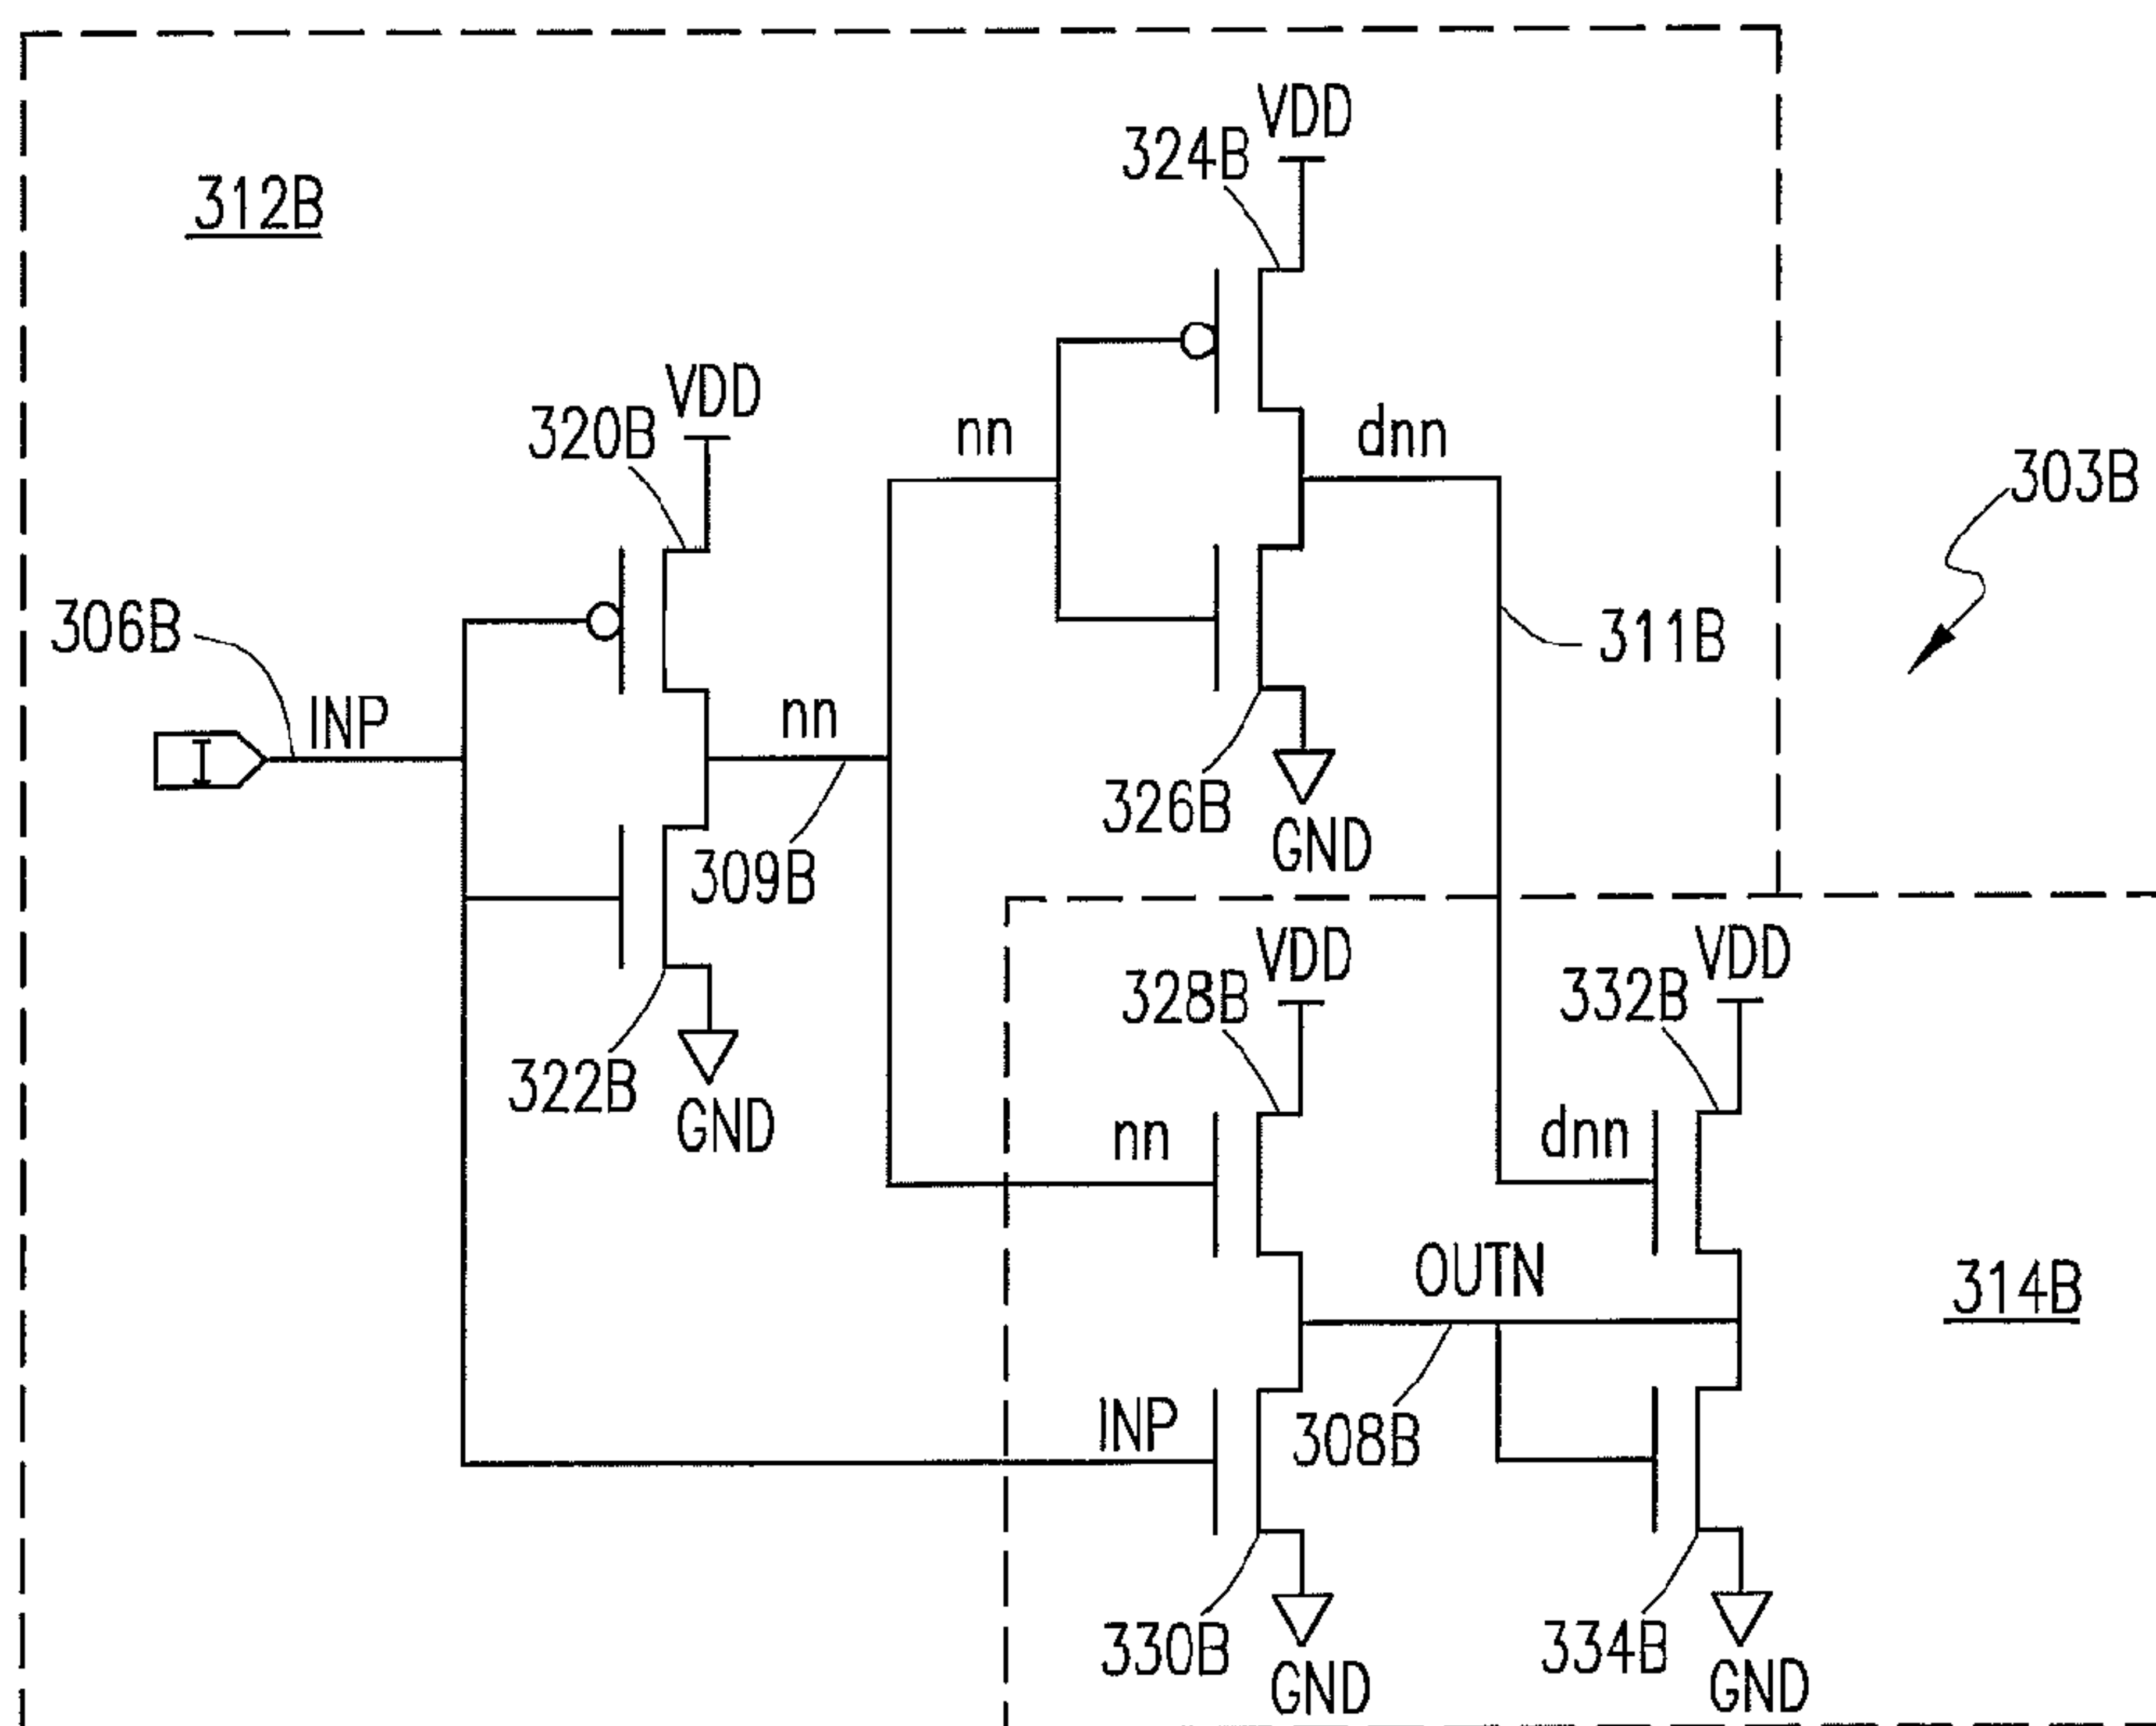 VDD
324B
312B
VDD
320B
nn
dnn
303B
306B
INP
I
nn
311B
326B
GND
309B
VDD
328B
VDD
332B
322B
GND
nn
dnn
OUTN
314B
INP
308B
330B
GND
334B
GND